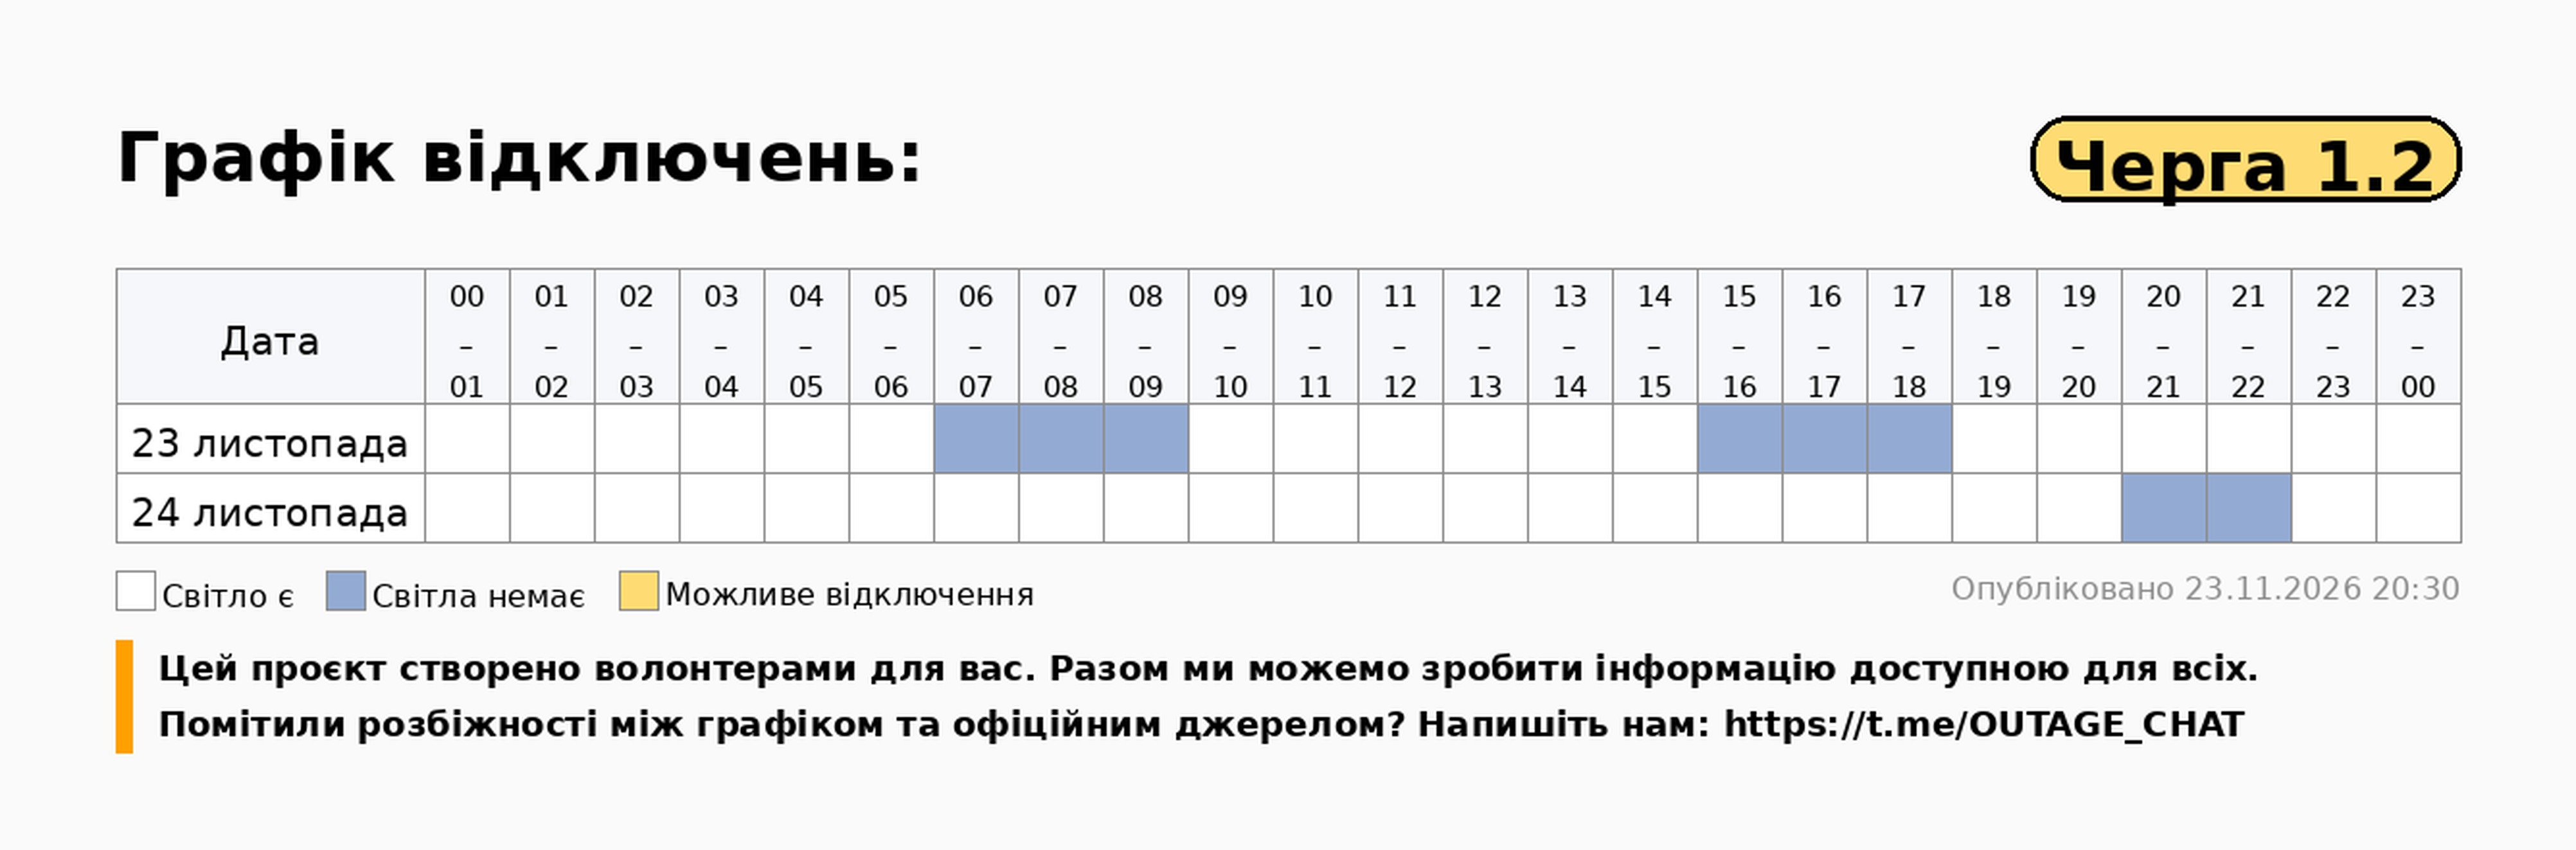 Графік відключень:
Черга 1.2
Дата
00 – 01
01 – 02
02 – 03
03 – 04
04 – 05
05 – 06
06 – 07
07 – 08
08 – 09
09 – 10
10 – 11
11 – 12
12 – 13
13 – 14
14 – 15
15 – 16
16 – 17
17 – 18
18 – 19
19 – 20
20 – 21
21 – 22
22 – 23
23 – 00
23 листопада
24 листопада
Світло є
Світла немає
Можливе відключення
Опубліковано 23.11.2026 20:30
Цей проєкт створено волонтерами для вас. Разом ми можемо зробити інформацію доступною для всіх.
Помітили розбіжності між графіком та офіційним джерелом? Напишіть нам: https://t.me/OUTAGE_CHAT